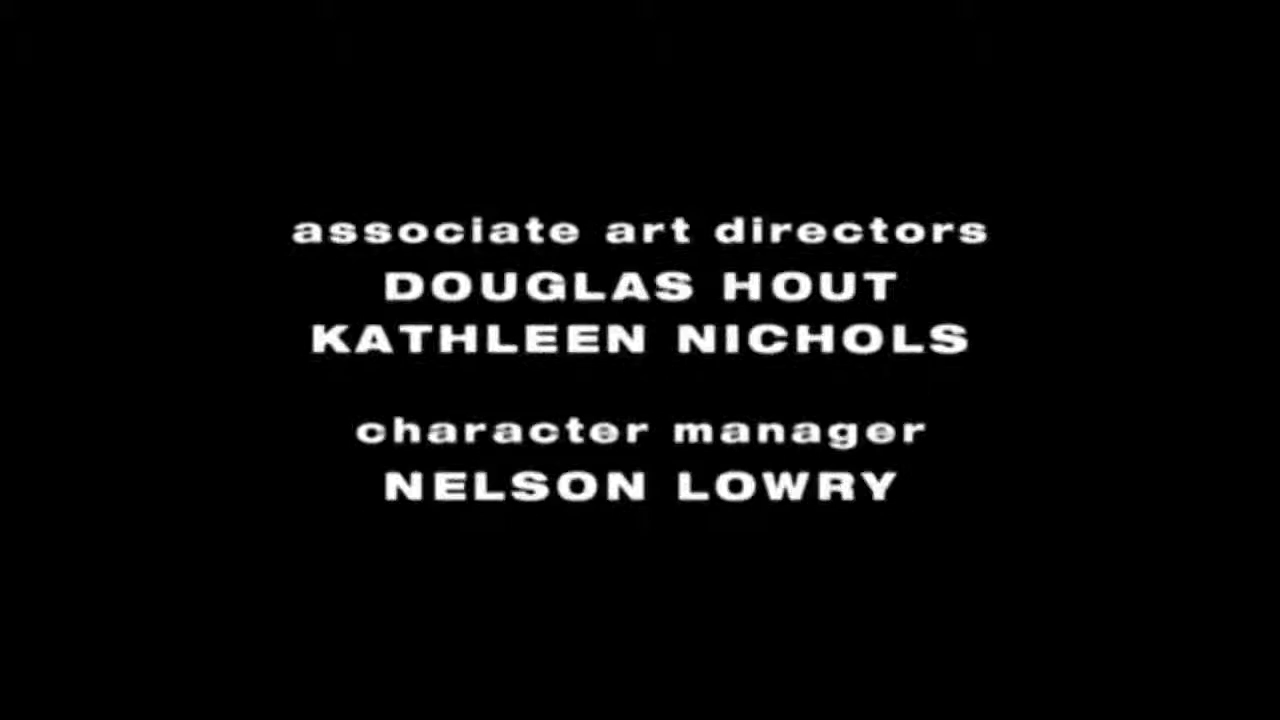 associate art directors
DOUGLAS HOUT
KATHLEEN NICHOLS
character manager
NELSON LOWRY